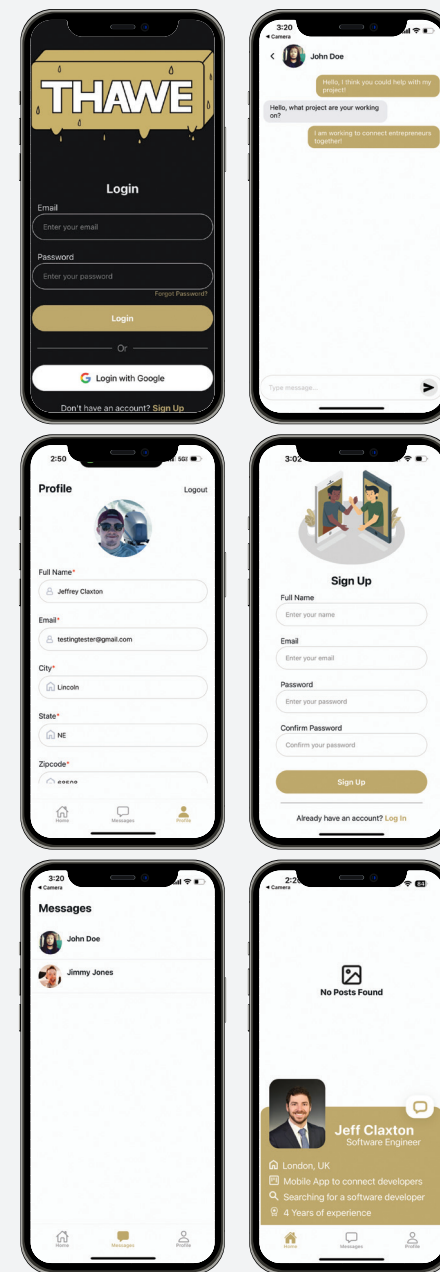 THAWE
Login
Email
Enter your email
Password
Enter your password
Forgot Password?
Login
Or
Login with Google
Don't have an account? Sign Up
3:20
Camera
John Doe
Hello, I think you could help with my
project!
Hello, what project are your working
on?
I am working to connect entrepreneurs
together!
Type message...
2:50
Profile
Logout
Full Name*
Jeffrey Claxton
Email*
testingtester@gmail.com
City*
Lincoln
State*
NE
Zipcode*
Home
Messages
Profile
3:02
Sign Up
Full Name
Enter your name
Email
Enter your email
Password
Enter your password
Confirm Password
Confirm your password
Sign Up
Already have an account? Log In
3:20
Camera
Messages
John Doe
Jimmy Jones
Home
Messages
Profile
Camera
84
No Posts Found
Jeff Claxton
Software Engineer
London, UK
Mobile App to connect developers
Searching for a software developer
4 Years of experience
Home
Messages
Profile